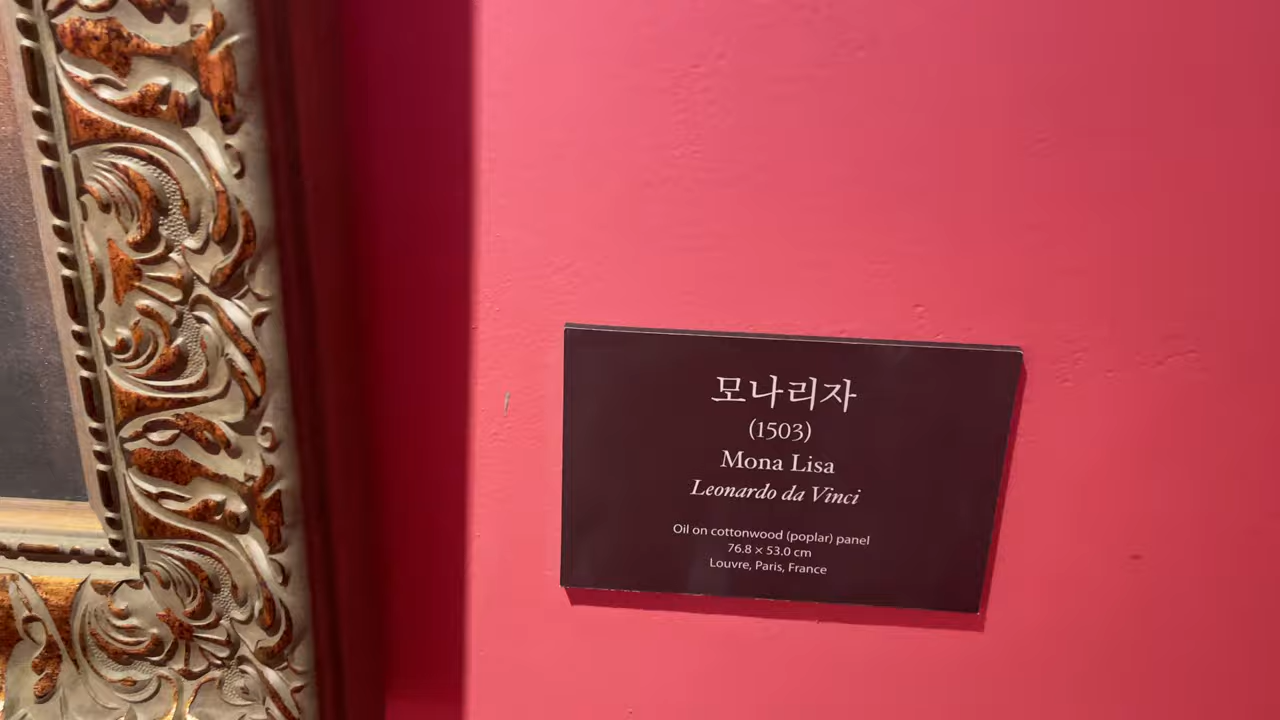 모나리자
(1503)
Mona Lisa
Leonardo da Vinci
Oil on cottonwood (poplar) panel
76.8 × 53.0 cm
Louvre, Paris, France